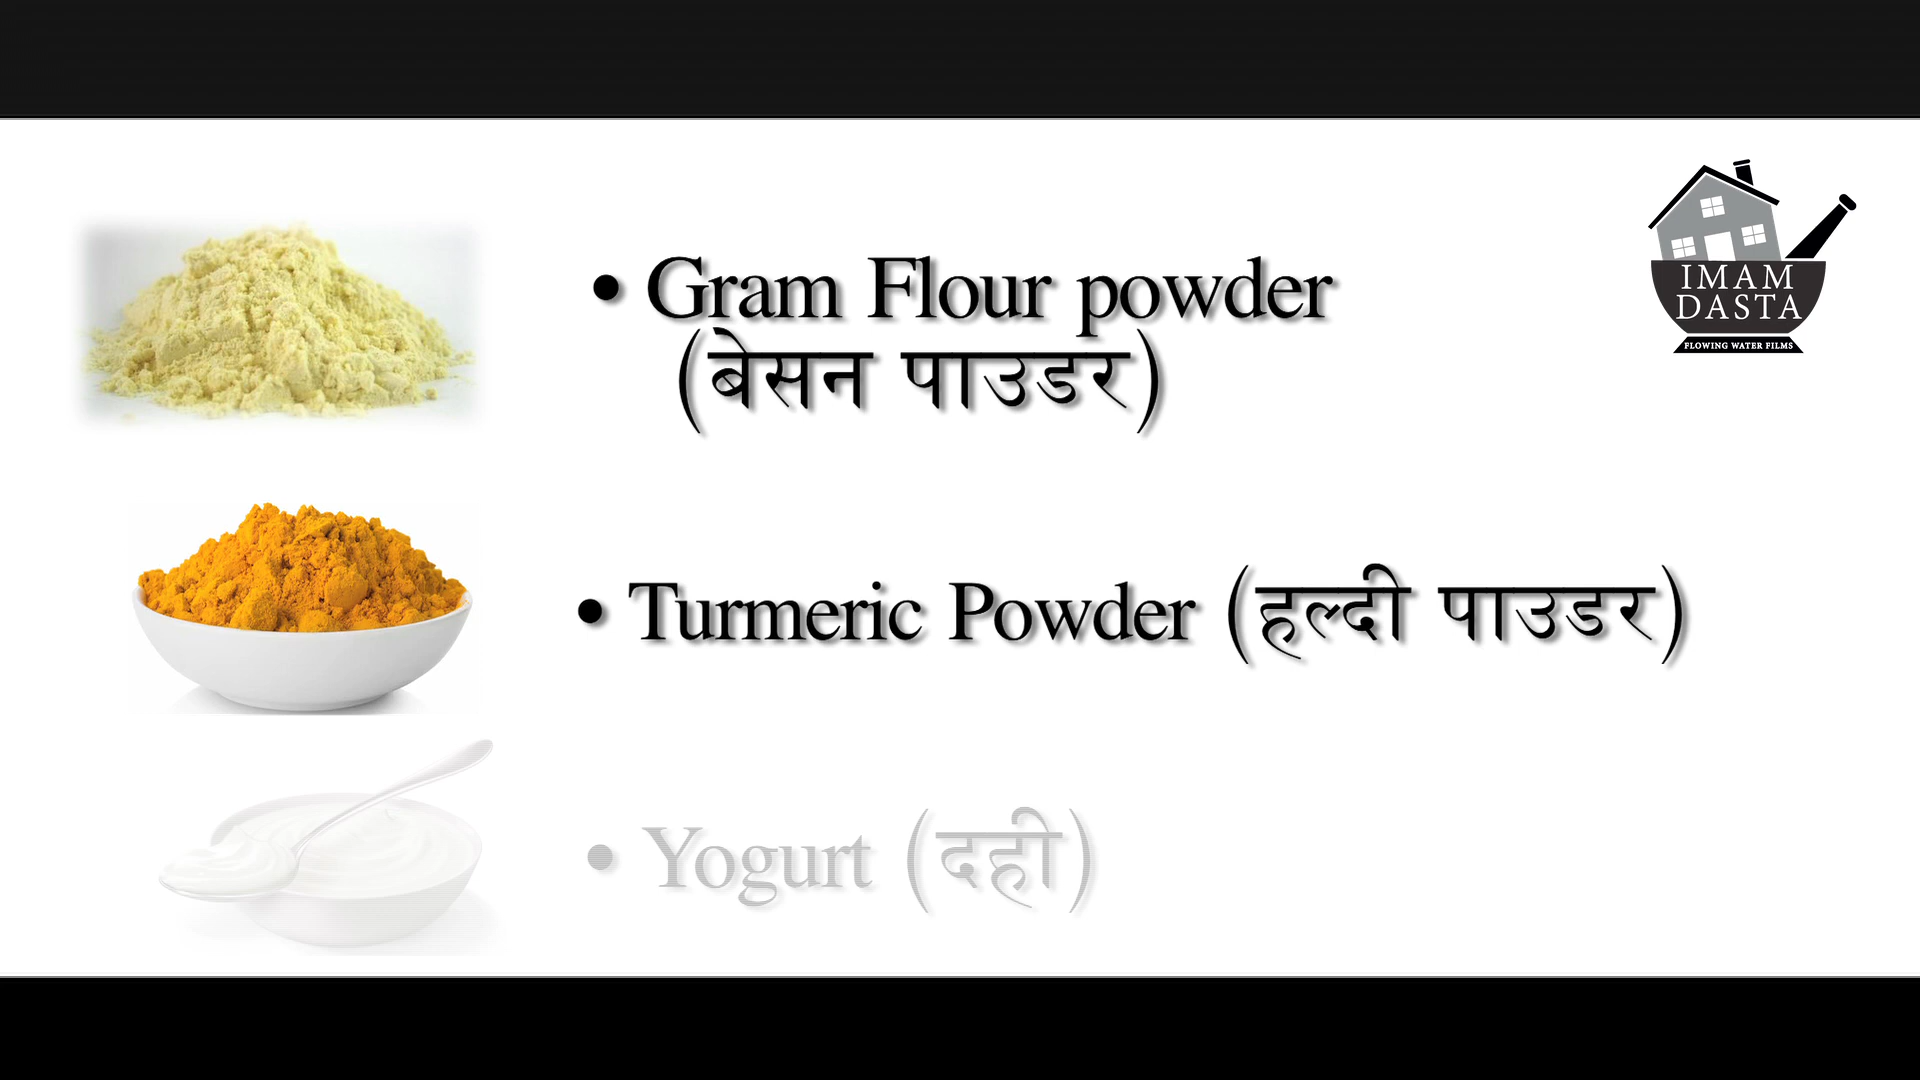 • Gram Flour powder
(बेसन पाउडर)
IMAM
DASTA
FLOWING WATER FILMS
• Turmeric Powder (हल्दी पाउडर)
• Yogurt (दही)